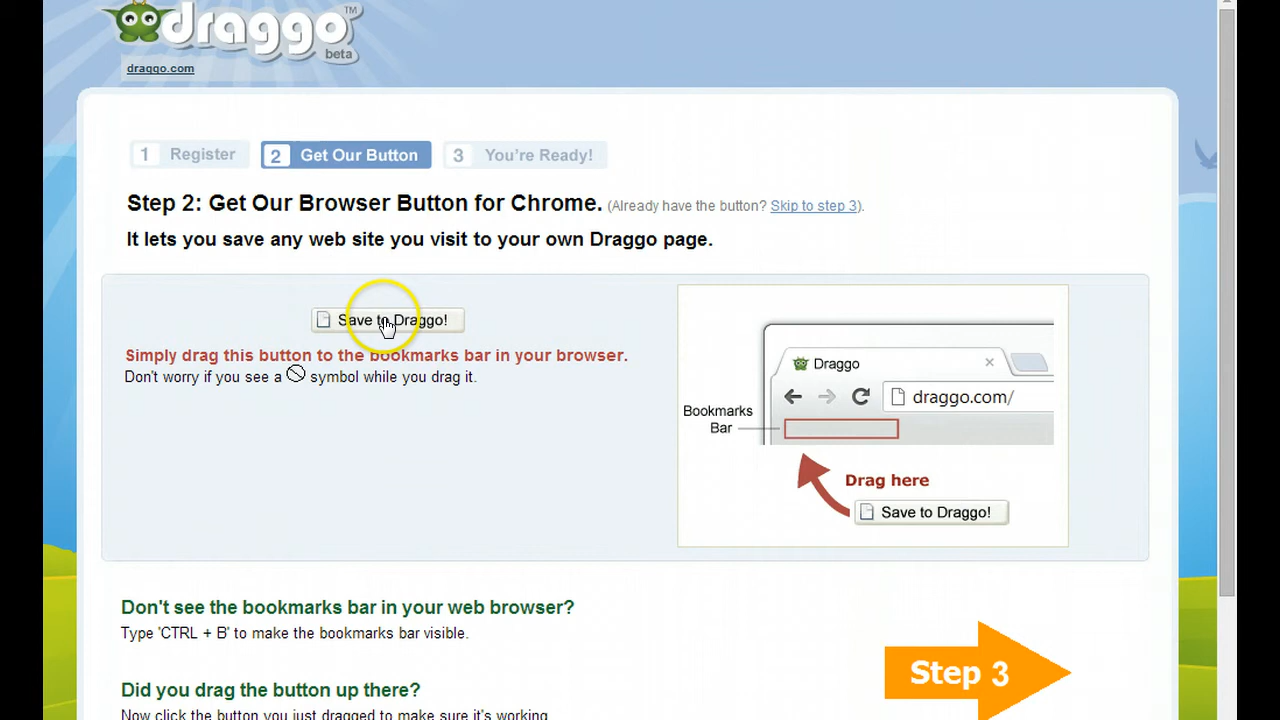 draggo™
beta
draggo.com
1 Register 2 Get Our Button 3 You're Ready!
Step 2: Get Our Browser Button for Chrome. (Already have the button? Skip to step 3).
It lets you save any web site you visit to your own Draggo page.
Save to Draggo!
Simply drag this button to the bookmarks bar in your browser.
Don't worry if you see a symbol while you drag it.
Draggo
draggo.com/
Bookmarks
Bar
Drag here
Save to Draggo!
Don't see the bookmarks bar in your web browser?
Type 'CTRL + B' to make the bookmarks bar visible.
Step 3
Did you drag the button up there?
Now click the button you just dragged to make sure it's working